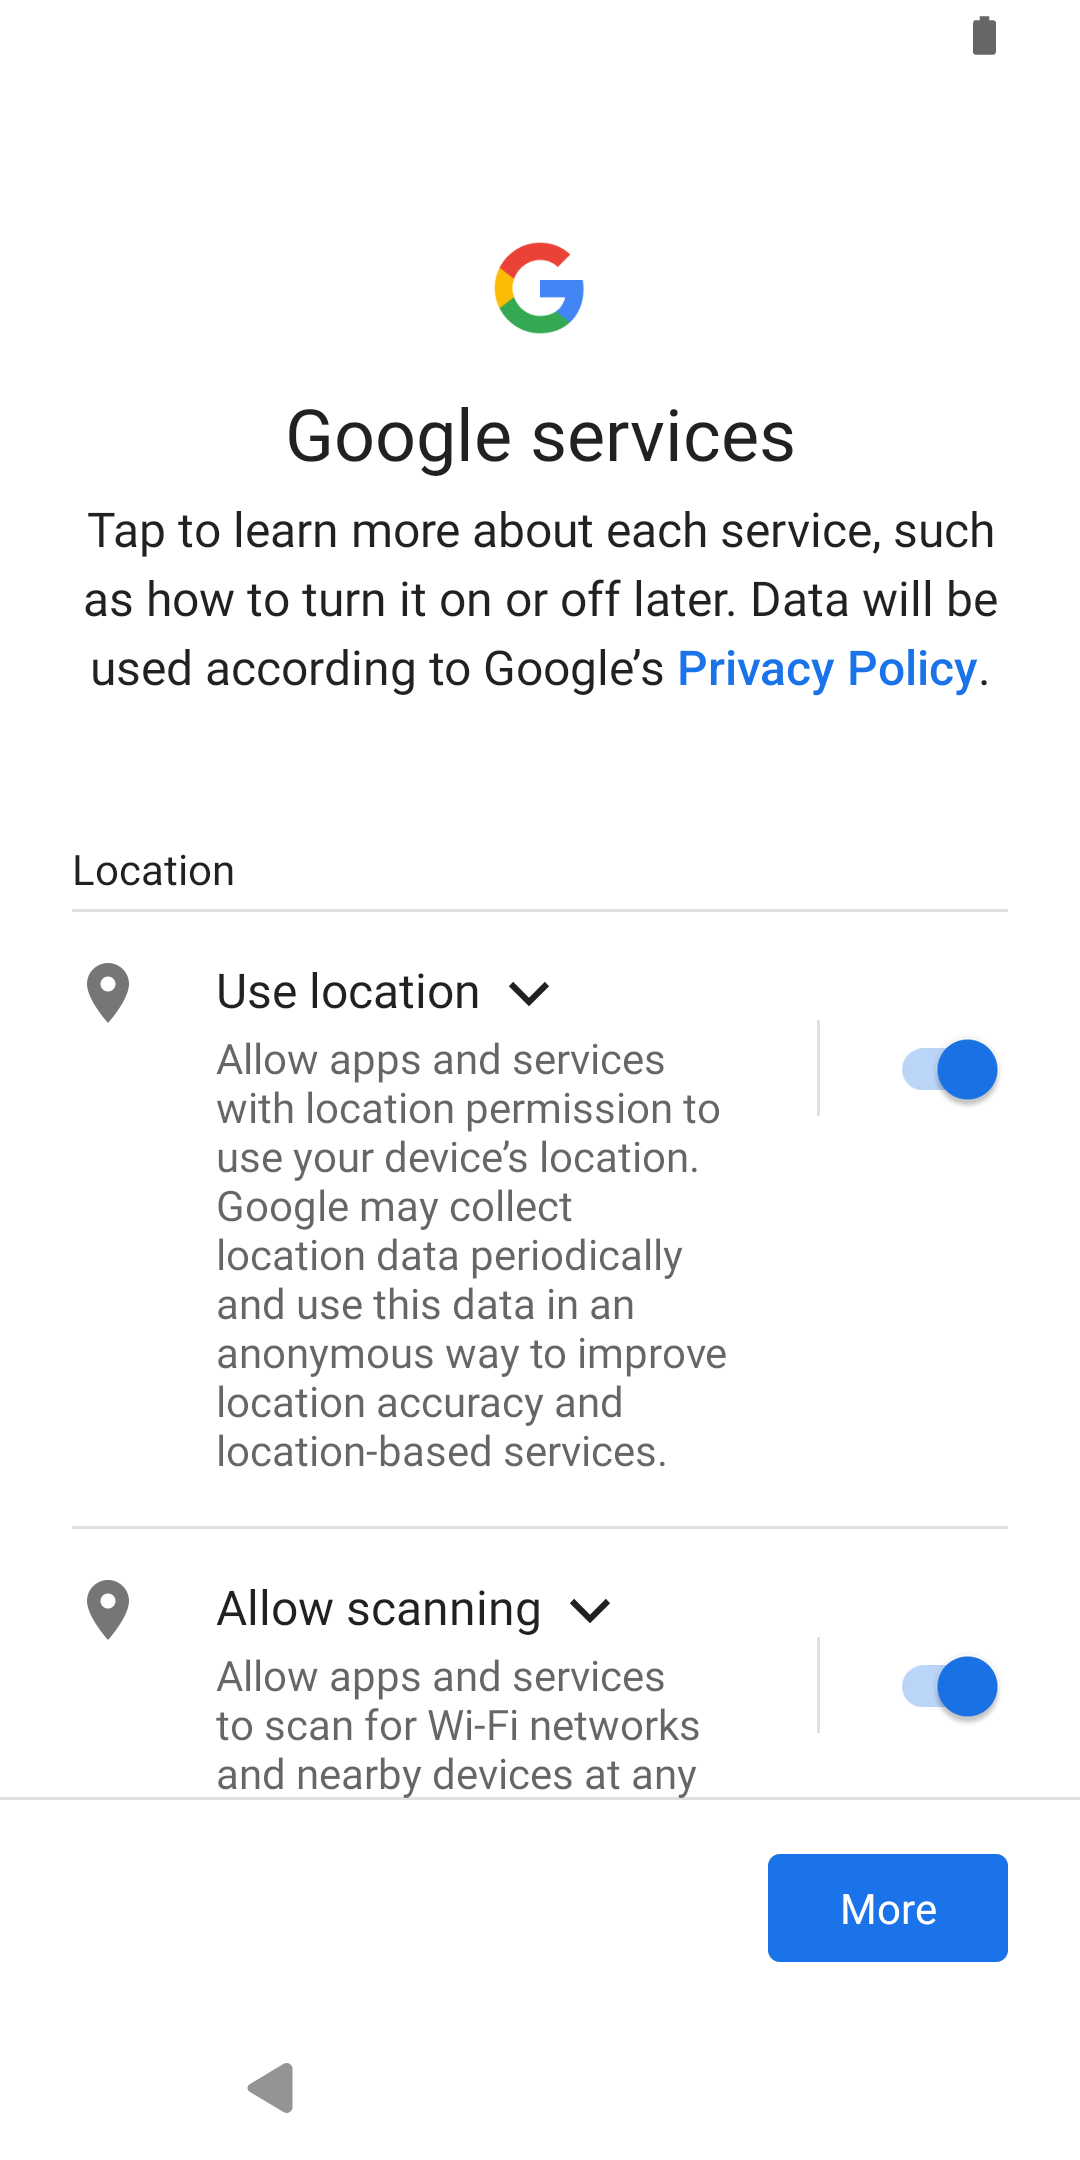 Google services
Tap to learn more about each service, such
as how to turn it on or off later. Data will be
used according to Google’s Privacy Policy.
Location
Use location
Allow apps and services
with location permission to
use your device’s location.
Google may collect
location data periodically
and use this data in an
anonymous way to improve
location accuracy and
location-based services.
Allow scanning
Allow apps and services
to scan for Wi-Fi networks
and nearby devices at any
More